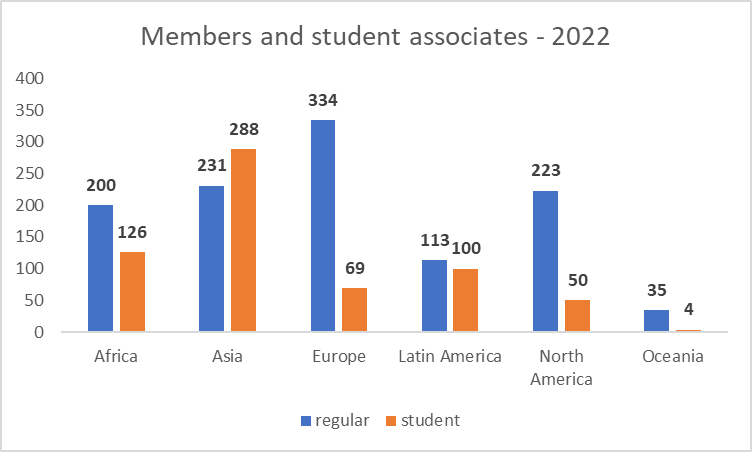 Members and student associates - 2022
400
350
300
250
200
150
100
50
0
200
126
231
288
334
69
113
100
223
50
35
4
Africa
Asia
Europe
Latin America
North
America
Oceania
regular
student